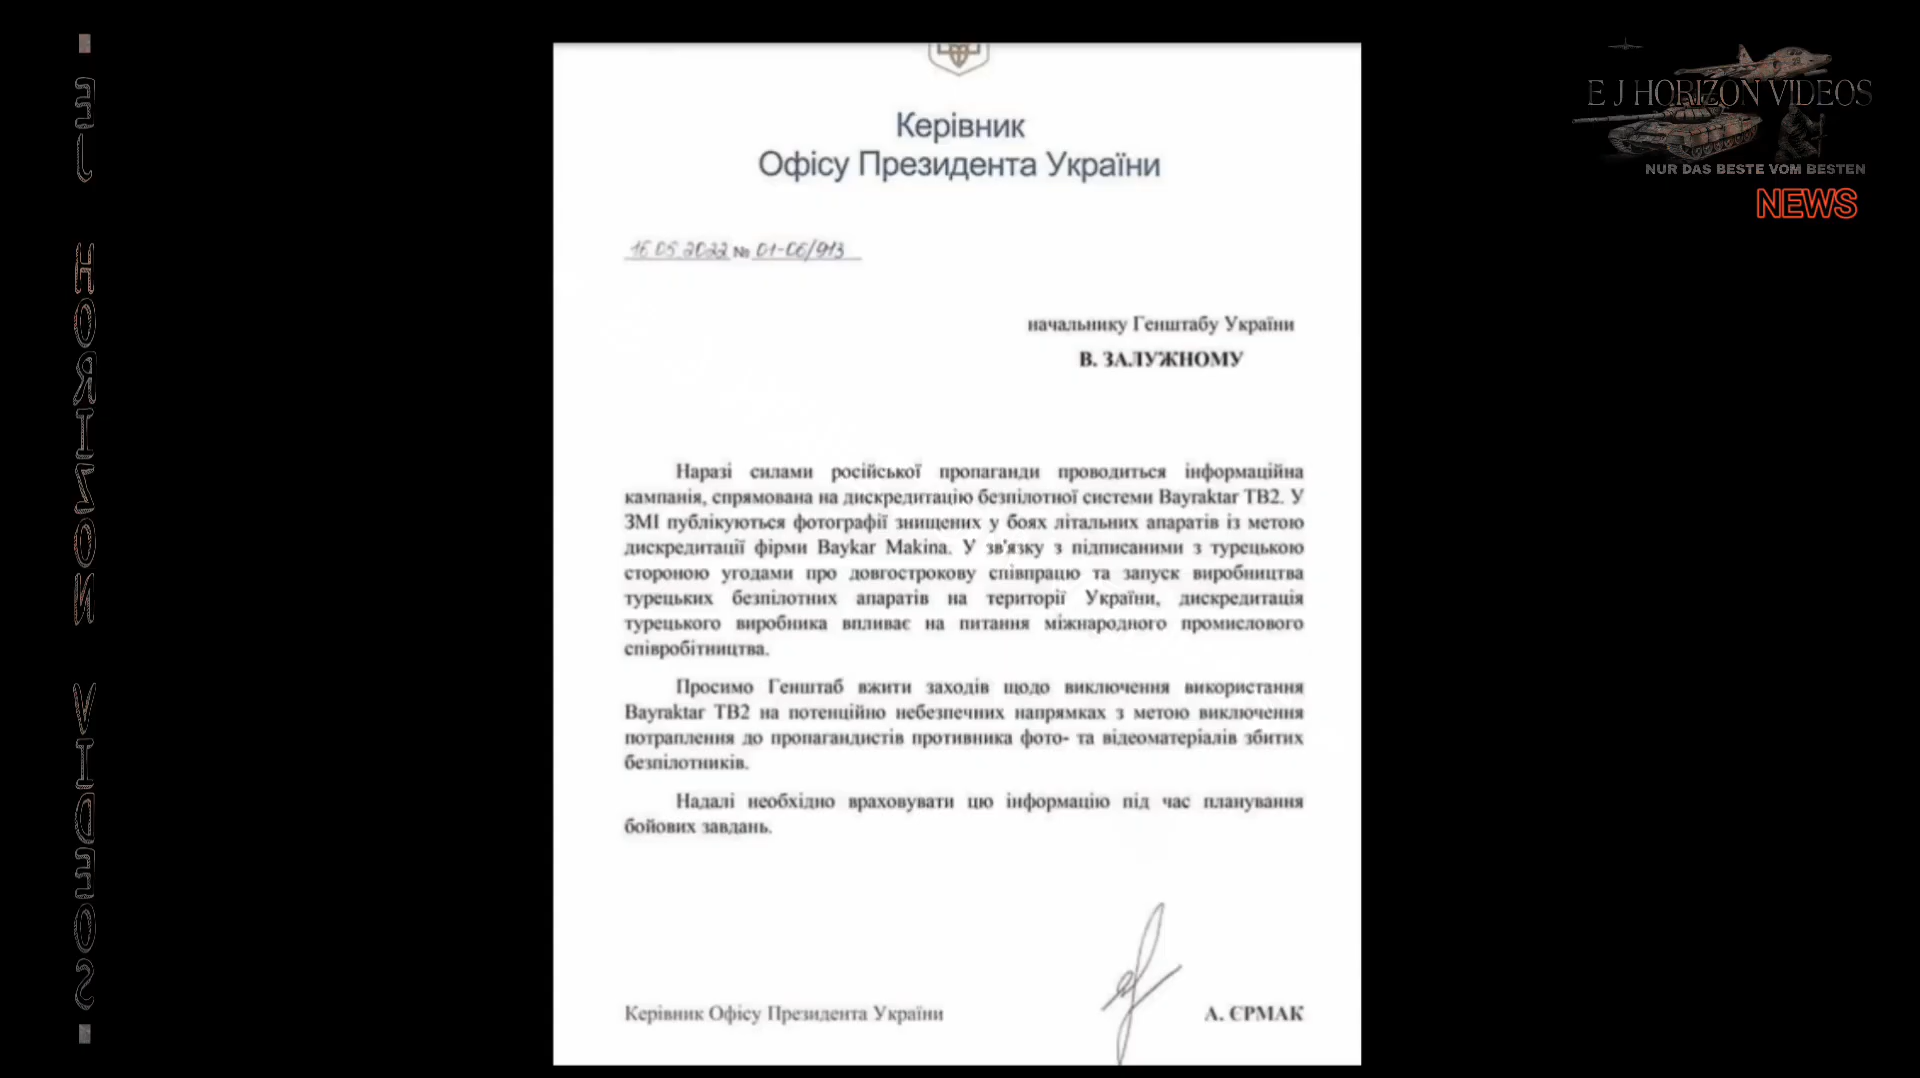 EJ HORIZON VIDEOS
E J HORIZON VIDEOS
NUR DAS BESTE VOM BESTEN
NEWS
Керівник
Офісу Президента України
16.05.2022 № 01-06/913
начальнику Генштабу України
В. ЗАЛУЖНОМУ
Наразі силами російської пропаганди проводиться інформаційна
кампанія, спрямована на дискредитацію безпілотної системи Bayraktar TB2. У
ЗМІ публікуються фотографії знищених у боях літальних апаратів із метою
дискредитації фірми Baykar Makina. У зв'язку з підписаними з турецькою
стороною угодами про довгострокову співпрацю та запуск виробництва
турецьких безпілотних апаратів на території України, дискредитація
турецького виробника впливає на питання міжнародного промислового
співробітництва.
Просимо Генштаб вжити заходів щодо виключення використання
Bayraktar TB2 на потенційно небезпечних напрямках з метою виключення
потраплення до пропагандистів противника фото- та відеоматеріалів збитих
безпілотників.
Надалі необхідно враховувати цю інформацію під час планування
бойових завдань.
Керівник Офісу Президента України
А. ЄРМАК